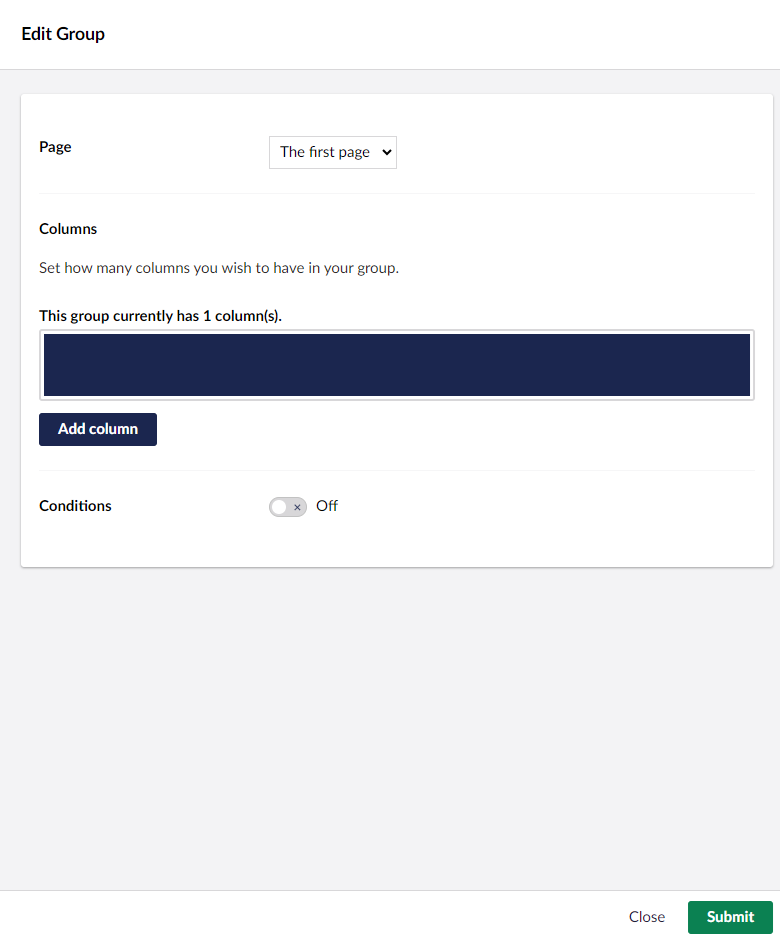 Edit Group
Page
The first page
Columns
Set how many columns you wish to have in your group.
This group currently has 1 column(s).
Add column
Conditions
Off
Close
Submit